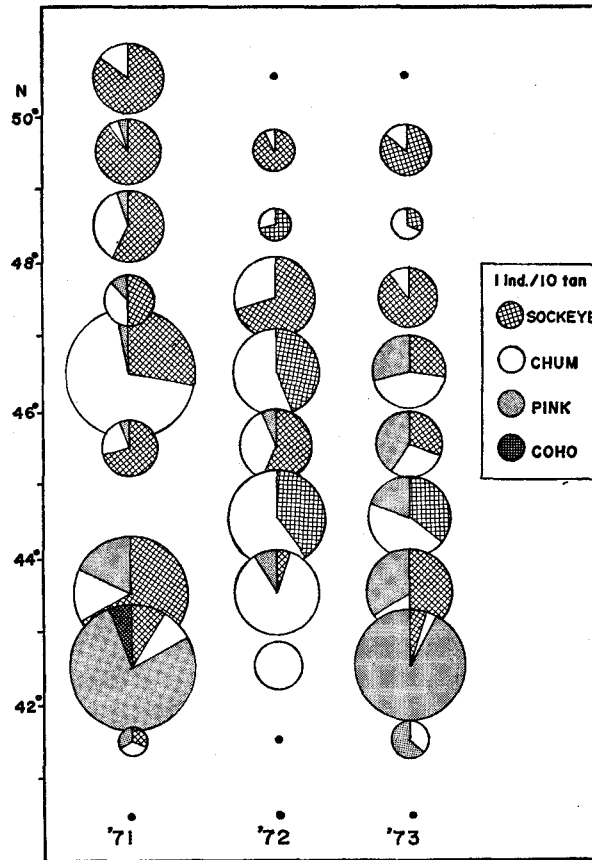 N
50°
48°
46°
44°
42°
'71 '72 '73
1 ind./10 tan
SOCKEYE
CHUM
PINK
COHO